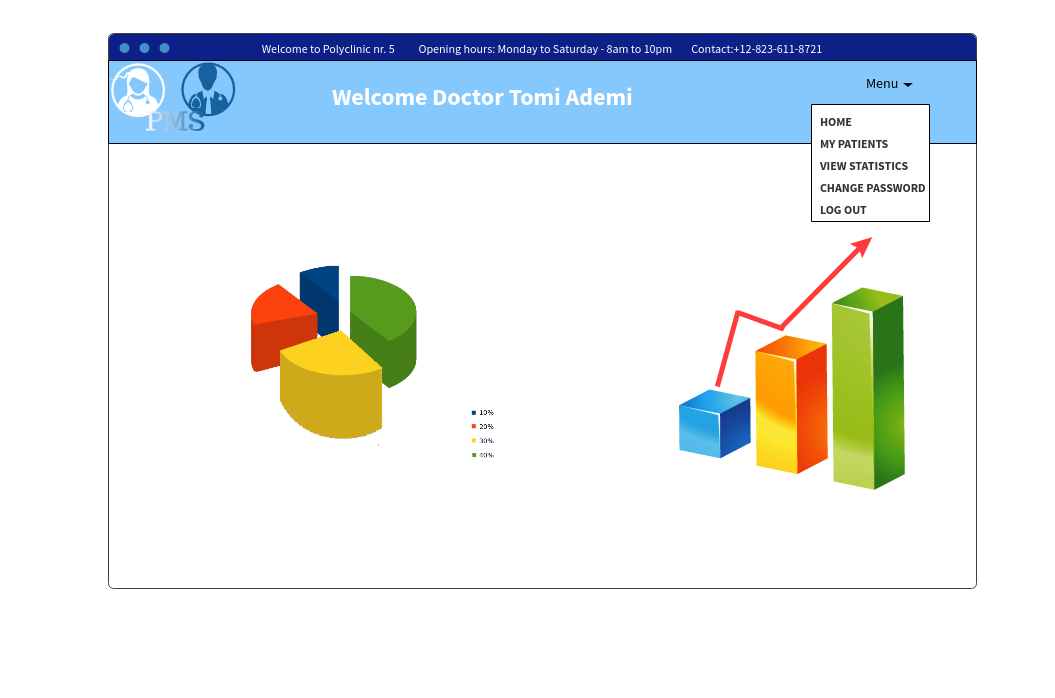 Welcome to Polyclinic nr. 5 Opening hours: Monday to Saturday - 8am to 10pm Contact:+12-823-611-8721
PMS
Welcome Doctor Tomi Ademi
Menu
HOME
MY PATIENTS
VIEW STATISTICS
CHANGE PASSWORD
LOG OUT
10%
20%
30%
40%